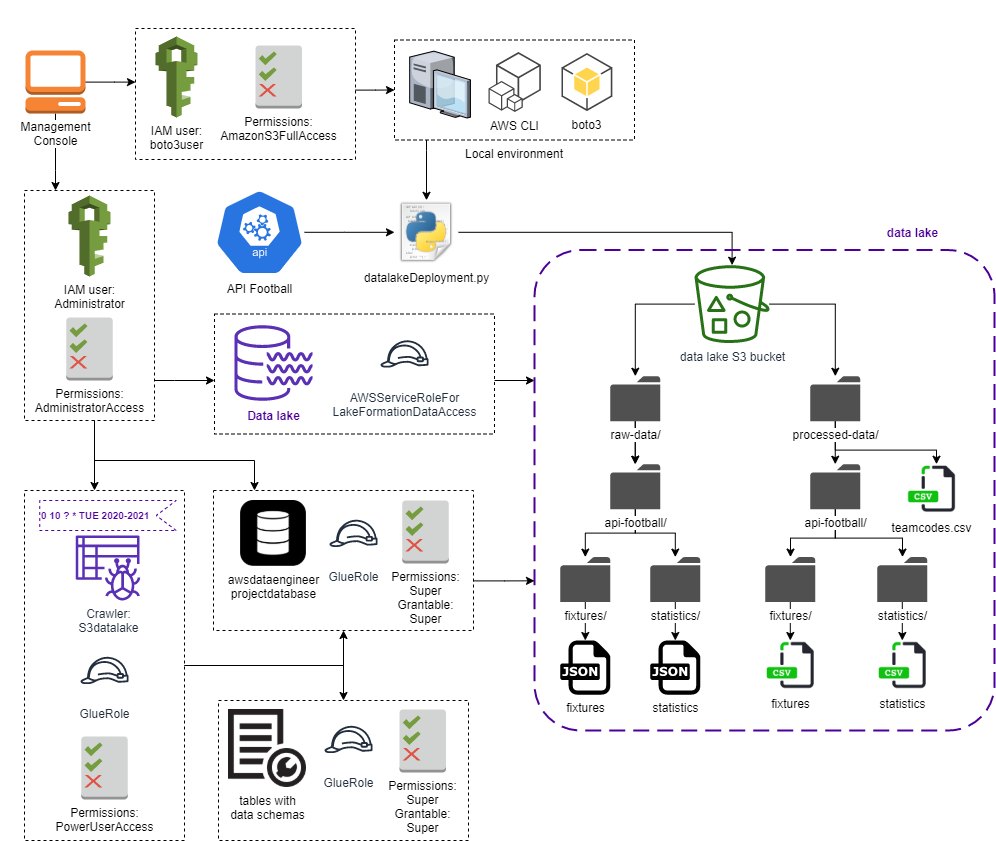 Management
Console
IAM user:
boto3user
Permissions:
AmazonS3FullAccess
AWS CLI
boto3
Local environment
IAM user:
Administrator
Permissions:
AdministratorAccess
api
API Football
datalakeDeployment.py
data lake
data lake S3 bucket
Data lake
AWSServiceRoleFor
LakeFormationDataAccess
raw-data/
processed-data/
api-football/
api-football/
CSV
teamcodes.csv
fixtures/
statistics/
fixtures/
statistics/
JSON
JSON
CSV
CSV
fixtures
statistics
fixtures
statistics
0 10 ? * TUE 2020-2021
Crawler:
S3datalake
GlueRole
Permissions:
PowerUserAccess
awsdataengineer
projectdatabase
GlueRole
Permissions:
Super
Grantable:
Super
tables with
data schemas
GlueRole
Permissions:
Super
Grantable:
Super